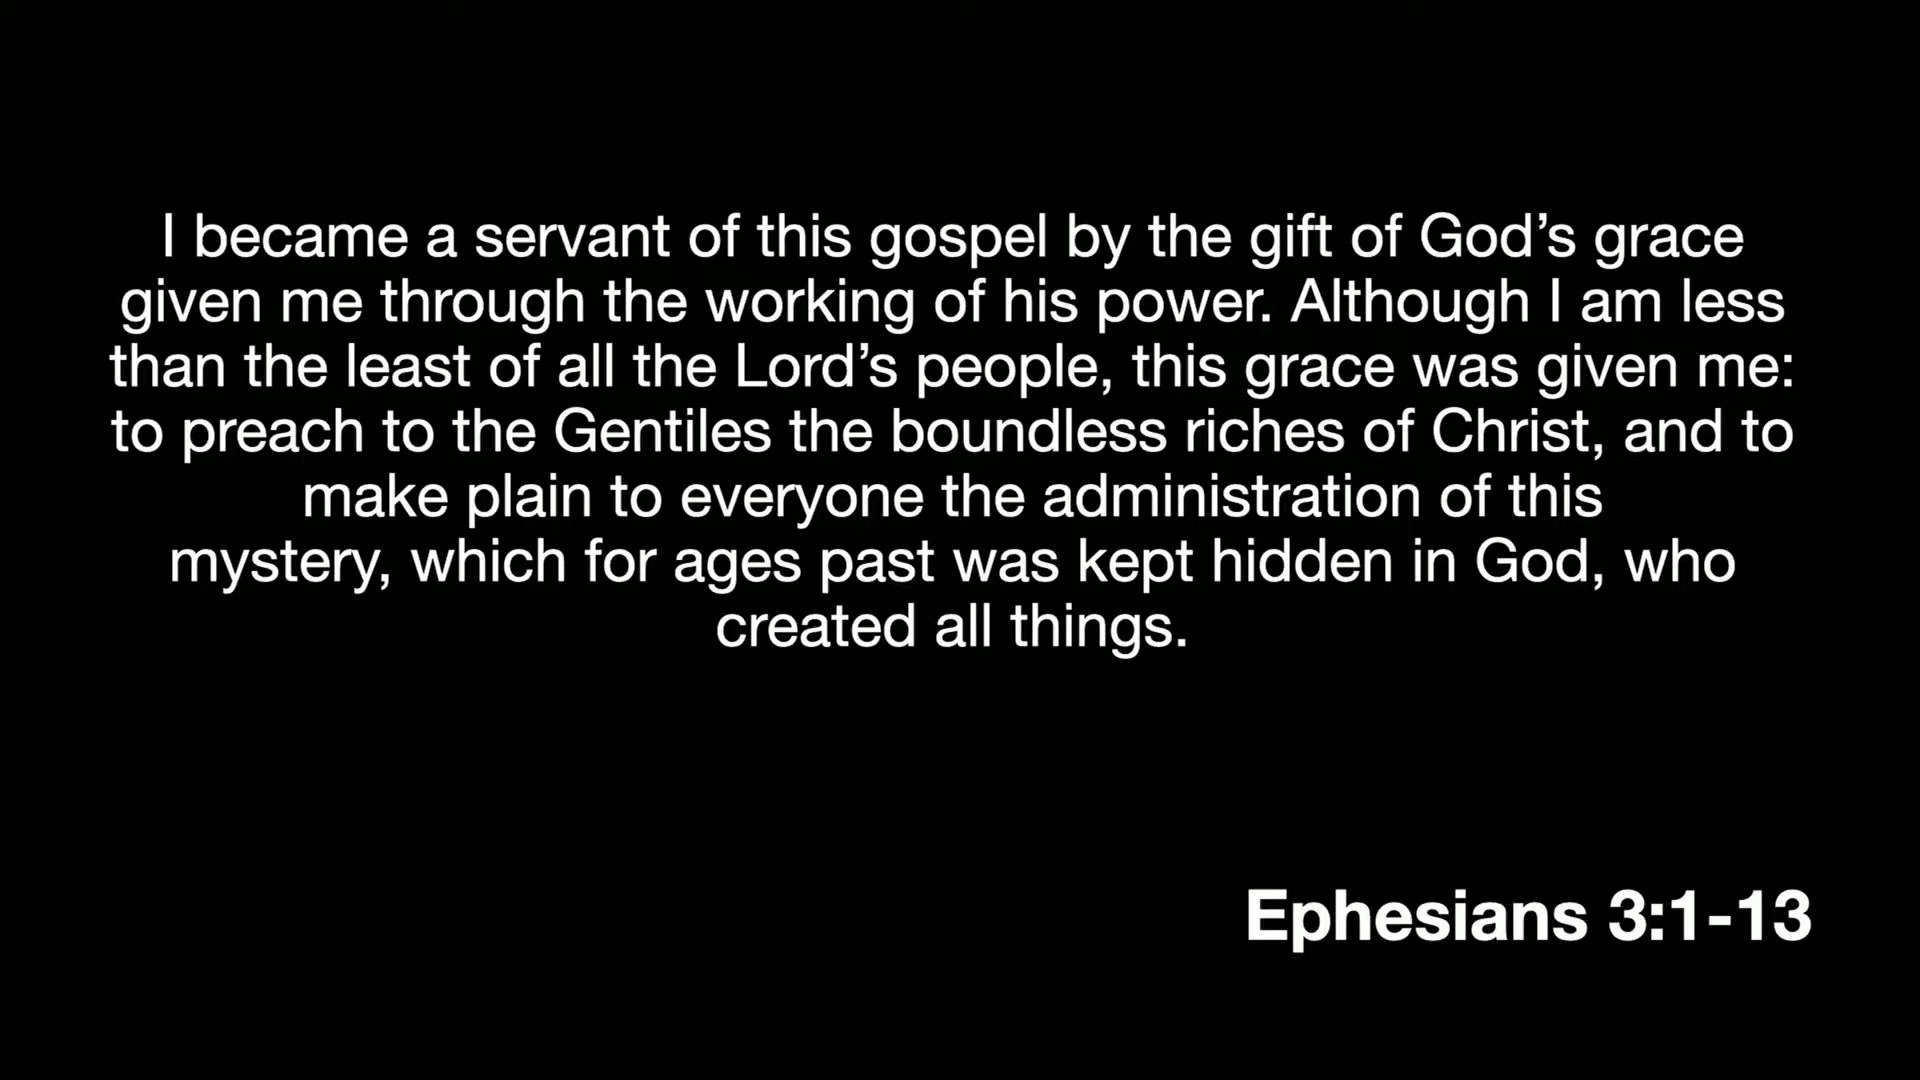 I became a servant of this gospel by the gift of God’s grace
given me through the working of his power. Although I am less
than the least of all the Lord’s people, this grace was given me:
to preach to the Gentiles the boundless riches of Christ, and to
make plain to everyone the administration of this
mystery, which for ages past was kept hidden in God, who
created all things.
Ephesians 3:1-13